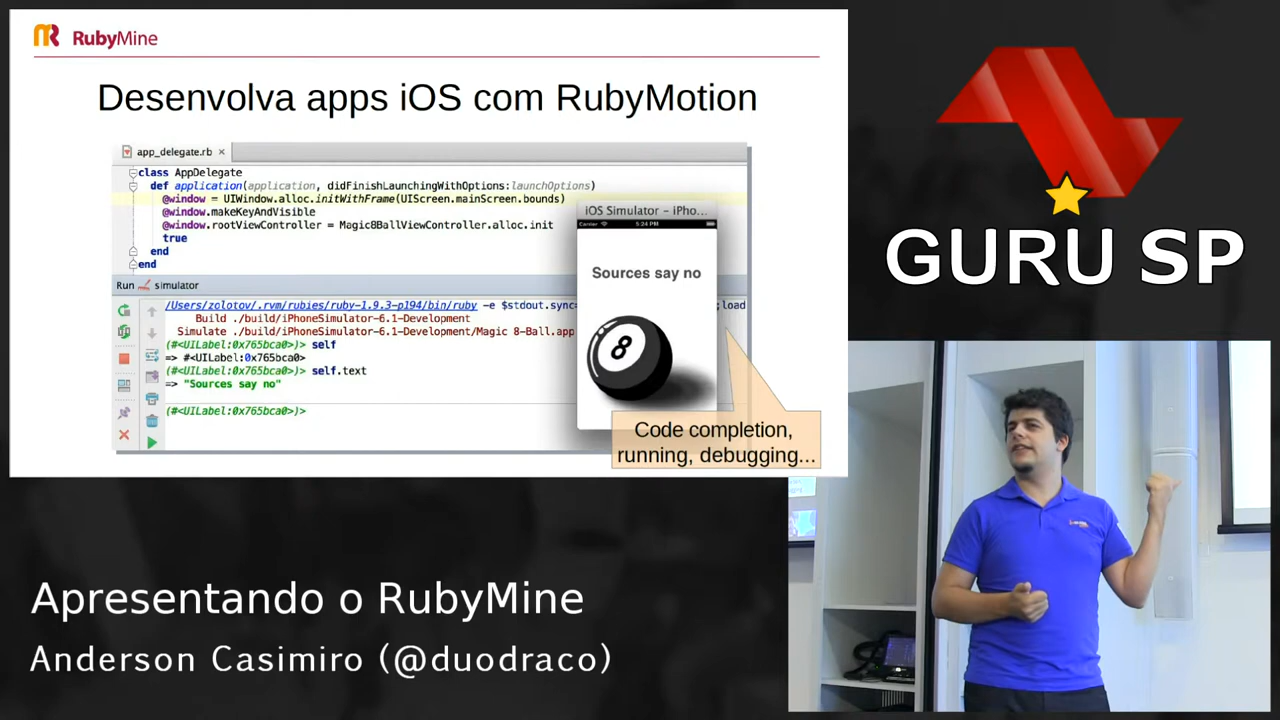 RubyMine
Desenvolva apps iOS com RubyMotion
app_delegate.rb ×
class AppDelegate
def application(application, didFinishLaunchingWithOptions:launchOptions)
@window = UIWindow.alloc.initWithFrame(UIScreen.mainScreen.bounds)
@window.makeKeyAndVisible
@window.rootViewController = Magic8BallViewController.alloc.init
true
end
end
Run simulator
/Users/zolotov/.rvm/rubies/ruby-1.9.3-p194/bin/ruby -e $stdout.sync= ;load
Build ./build/iPhoneSimulator-6.1-Development
Simulate ./build/iPhoneSimulator-6.1-Development/Magic 8-Ball.app
(#<UILabel:0x765bca0>)> self
=> #<UILabel:0x765bca0>
(#<UILabel:0x765bca0>)> self.text
=> "Sources say no"
(#<UILabel:0x765bca0>)>
iOS Simulator – iPho...
Carrier 5:24 PM
Sources say no
8
Code completion,
running, debugging...
GURU SP
Apresentando o RubyMine
Anderson Casimiro (@duodraco)